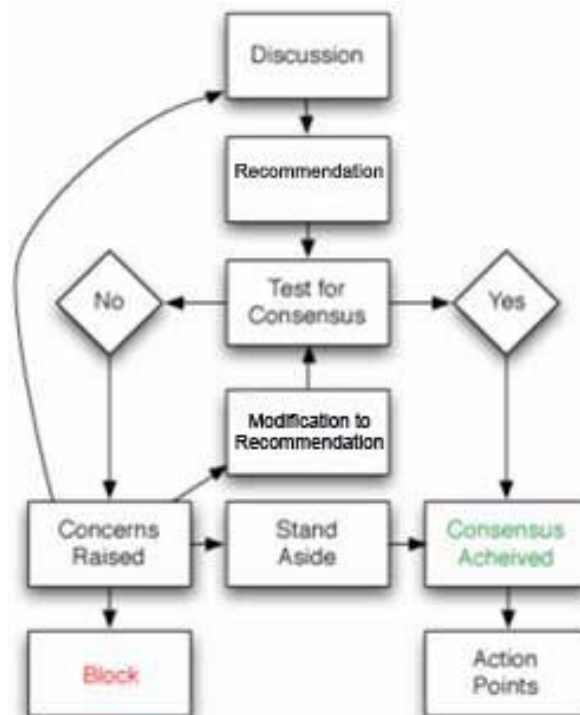 Discussion
Recommendation
No
Test for
Consensus
Yes
Modification to
Recommendation
Concerns
Raised
Stand
Aside
Consensus
Acheived
Block
Action
Points